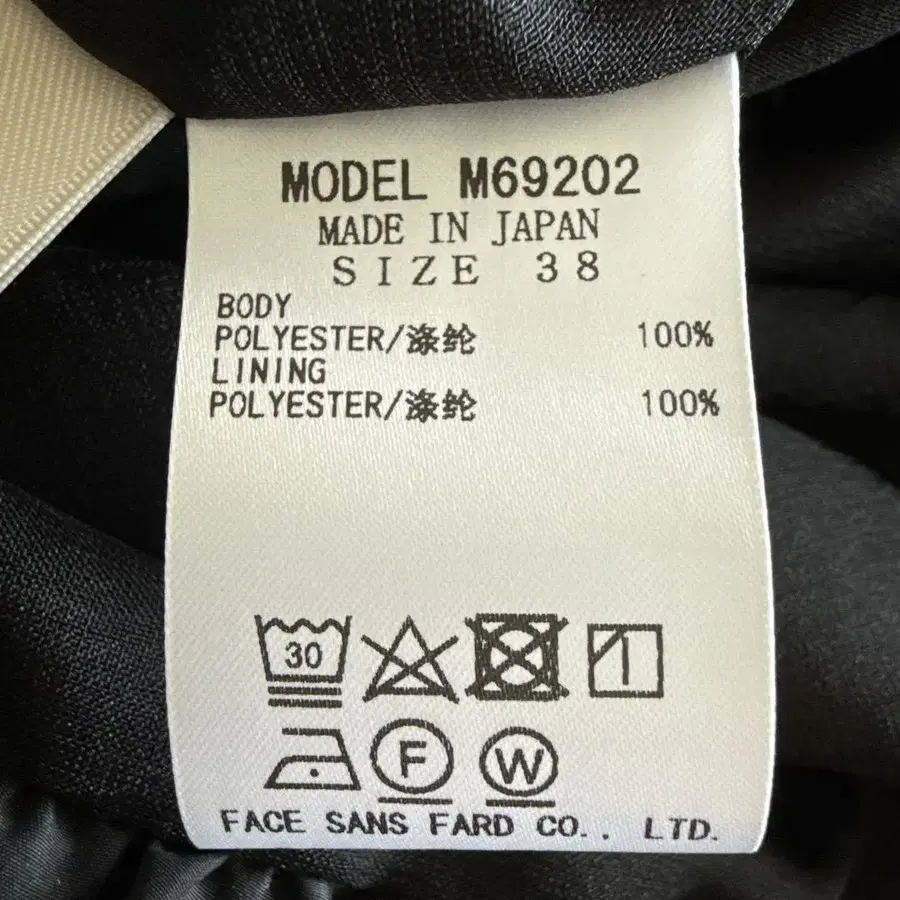 MODEL M69202
MADE IN JAPAN
SIZE 38
BODY
POLYESTER/涤纶 100%
LINING
POLYESTER/涤纶 100%
30
F W
FACE SANS FARD CO., LTD.